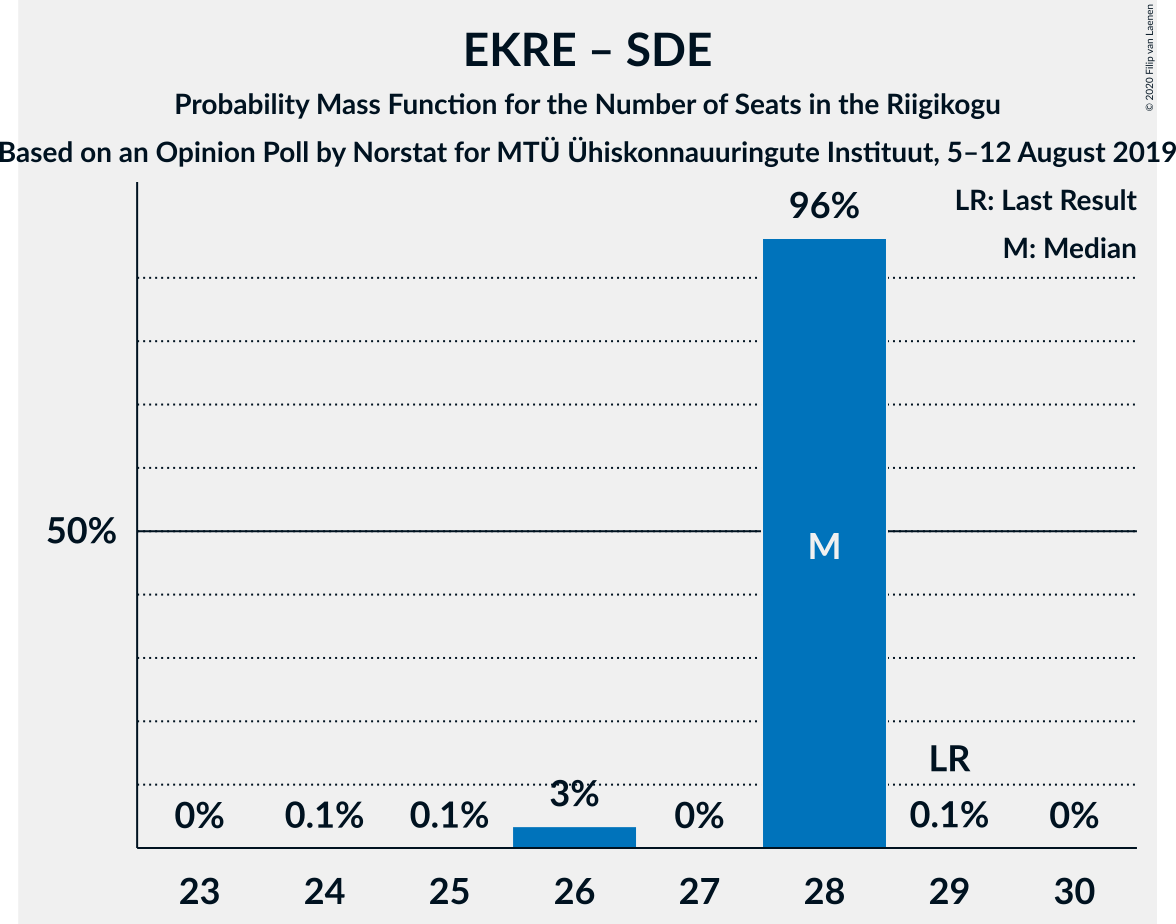 EKRE – SDE
Probability Mass Function for the Number of Seats in the Riigikogu
Based on an Opinion Poll by Norstat for MTÜ Ühiskonnauuringute Instituut, 5–12 August 2019
© 2020 Filip van Laenen
LR: Last Result
M: Median
96%
50%
M
LR
0%
0.1%
0.1%
3%
0%
0.1%
0%
23
24
25
26
27
28
29
30